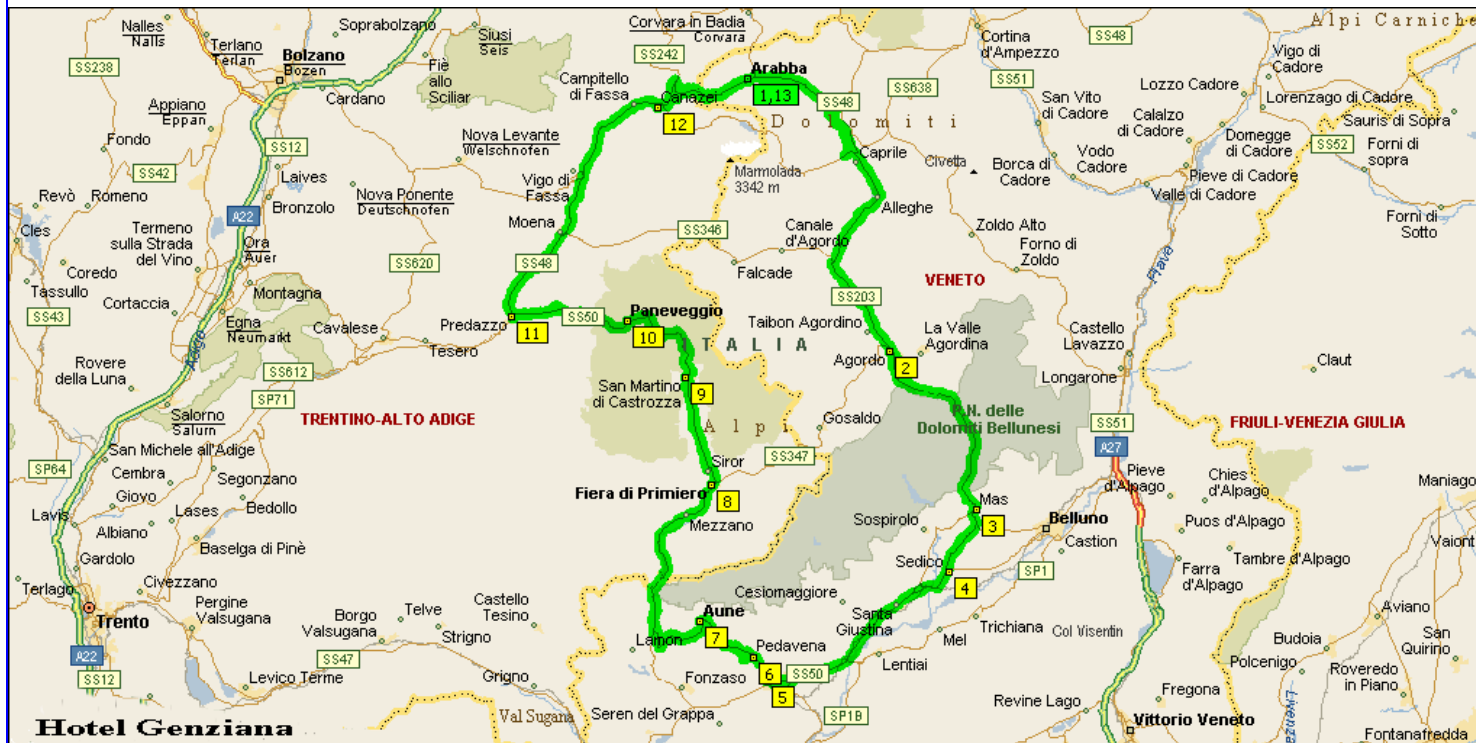 Nalles
Nalls
Terlano
Terlan
Soprabolzano
Siusi
Seis
Corvara in Badia
Corvara
Cortina
d'Ampezzo
SS48
Alpi Carniche
SS238
Bolzano
Bozen
Fiè
allo
Sciliar
SS242
Campitello
di Fassa
Arabba
1,13
SS48
SS638
SS51
Vigo di
Cadore
Lozzo Cadore
Cardano
Appiano
Eppan
Canazei
12
Dolomiti
San Vito
di Cadore
Calalzo
di Cadore
Lorenzago di Cadore
Sauris di Sopra
Fondo
SS12
Nova Levante
Welschnofen
Caprile
Civetta
Borca di
Cadore
Vodo
Cadore
Domegge
di Cadore
SS52
Forni di
sopra
SS42
Laives
Marmolada
3342 m
Vigo di
Fassa
Pieve di Cadore
Valle di Cadore
Revò
Romeno
Bronzolo
Nova Ponente
Deutschnofen
Alleghe
Cles
A22
Moena
Canale
d'Agordo
Zoldo Alto
Forni di
Sotto
Termeno
sulla Strada
del Vino
Ora
Auer
SS346
Forno di
Zoldo
Coredo
SS620
SS48
Falcade
VENETO
Piave
Tassullo
Montagna
Cortaccia
SS203
SS43
Egna
Neumarkt
Cavalese
Predazzo
11
SS50
Paneveggio
10
Taibon Agordino
La Valle
Agordina
Castello
Lavazzo
Adige
Tesero
ITALIA
Agordo
2
Rovere
della Luna
SS612
Claut
Longarone
SP71
San Martino
di Castrozza
9
Salorno
Salurn
TRENTINO-ALTO ADIGE
Gosaldo
P.N. delle
Dolomiti Bellunesi
SS51
FRIULI-VENEZIA GIULIA
Alpi
San Michele all'Adige
A27
SP64
Cembra
Segonzano
Siror
SS347
Pieve
d'Alpago
Chies
d'Alpago
Maniago
Giovo
Fiera di Primiero
8
Bedollo
Mas
3
Lavis
Albiano
Lases
Mezzano
Sospirolo
Belluno
Puos d'Alpago
Vaiont
Baselga di Pinè
Castion
Gardolo
Sedico
4
SP1
Tambre d'Alpago
Farra
d'Alpago
Terlago
Civezzano
Cesiomaggiore
Trento
Pergine
Valsugana
Borgo
Valsugana
Telve
Castello
Tesino
Aune
7
Santa
Giustina
Trichiana
Aviano
Strigno
Lamon
Pedavena
Mel
Col Visentin
Budoia
San
Quirino
A22
SS47
Lentiai
Polcenigo
SS12
Levico Terme
Grigno
Fonzaso
6
SS50
5
Roveredo
in Piano
Revine Lago
Fregona
Livenza
Hotel Genziana
Val Sugana
Seren del Grappa
SP1B
Vittorio Veneto
Fontanafredda